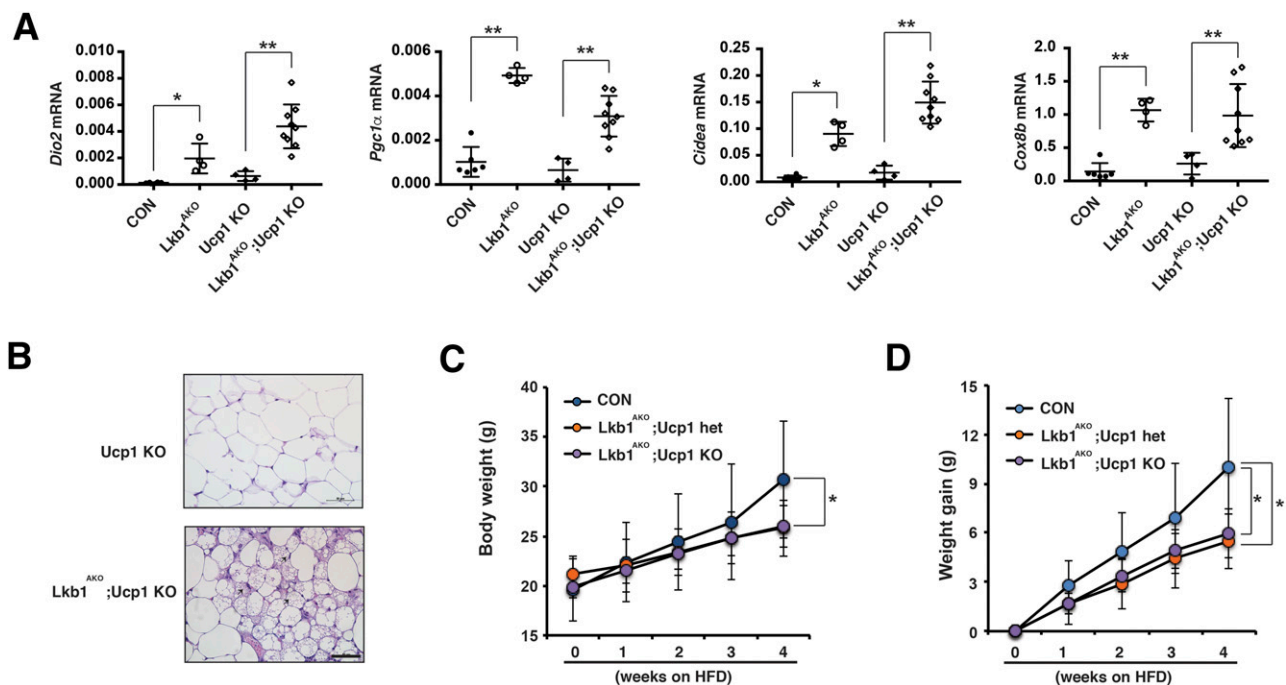 A
Dio2 mRNA
0.010
0.008
0.006
0.004
0.002
0.000
*
**
CON
Lkb1AKO
Ucp1 KO
Lkb1AKO;Ucp1 KO
Pgc1α mRNA
0.006
0.004
0.002
0.000
**
**
CON
Lkb1AKO
Ucp1 KO
Lkb1AKO;Ucp1 KO
Cidea mRNA
0.25
0.20
0.15
0.10
0.05
0.00
*
**
CON
Lkb1AKO
Ucp1 KO
Lkb1AKO;Ucp1 KO
Cox8b mRNA
2.0
1.5
1.0
0.5
0.0
**
**
CON
Lkb1AKO
Ucp1 KO
Lkb1AKO;Ucp1 KO
B
Ucp1 KO
Lkb1AKO;Ucp1 KO
C
Body weight (g)
40
35
30
25
20
15
CON
Lkb1AKO;Ucp1 het
Lkb1AKO;Ucp1 KO
*
0 1 2 3 4
(weeks on HFD)
D
Weight gain (g)
15
12
9
6
3
0
CON
Lkb1AKO;Ucp1 het
Lkb1AKO;Ucp1 KO
*
*
0 1 2 3 4
(weeks on HFD)